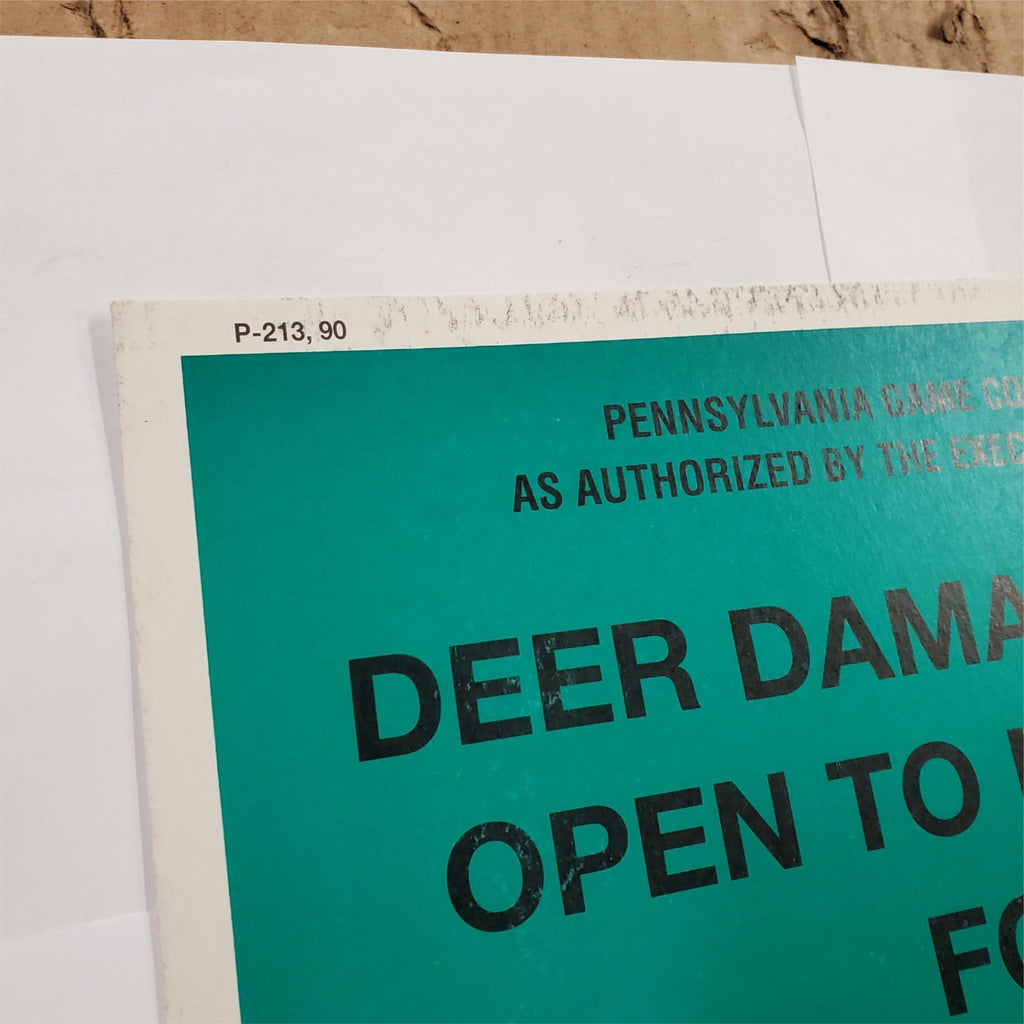 P-213, 90
PENNSYLVANIA GAME CO
AS AUTHORIZED BY THE EXEC
DEER DAMA
OPEN TO
FO